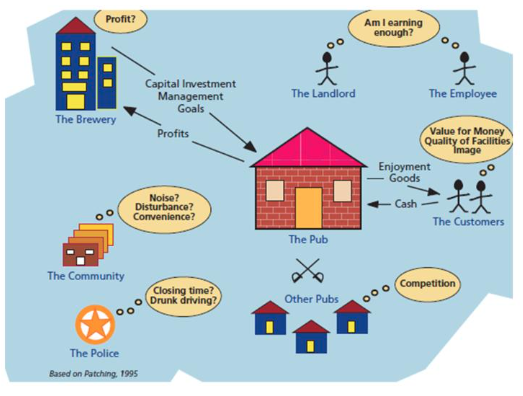 Profit?
The Brewery
Capital Investment
Management
Goals
Profits
Am I earning
enough?
The Landlord
The Employee
Value for Money
Quality of Facilities
Image
Enjoyment
Goods
Cash
The Customers
The Pub
Noise?
Disturbance?
Convenience?
The Community
Closing time?
Drunk driving?
The Police
Other Pubs
Competition
Based on Patching, 1995